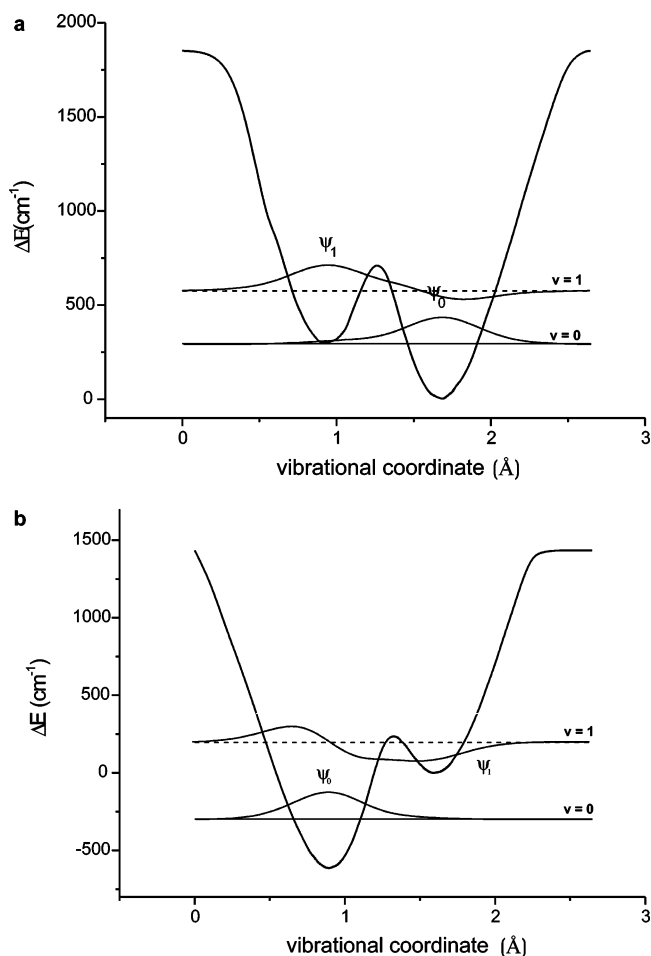 a
2000
1500
1000
500
0
ΔE(cm⁻¹)
Ψ₁
Ψ₀
v = 1
v = 0
0 1 2 3
vibrational coordinate (Å)
b
1500
1000
500
0
-500
ΔE (cm⁻¹)
v = 1
Ψ₀
Ψ₁
v = 0
0 1 2 3
vibrational coordinate (Å)